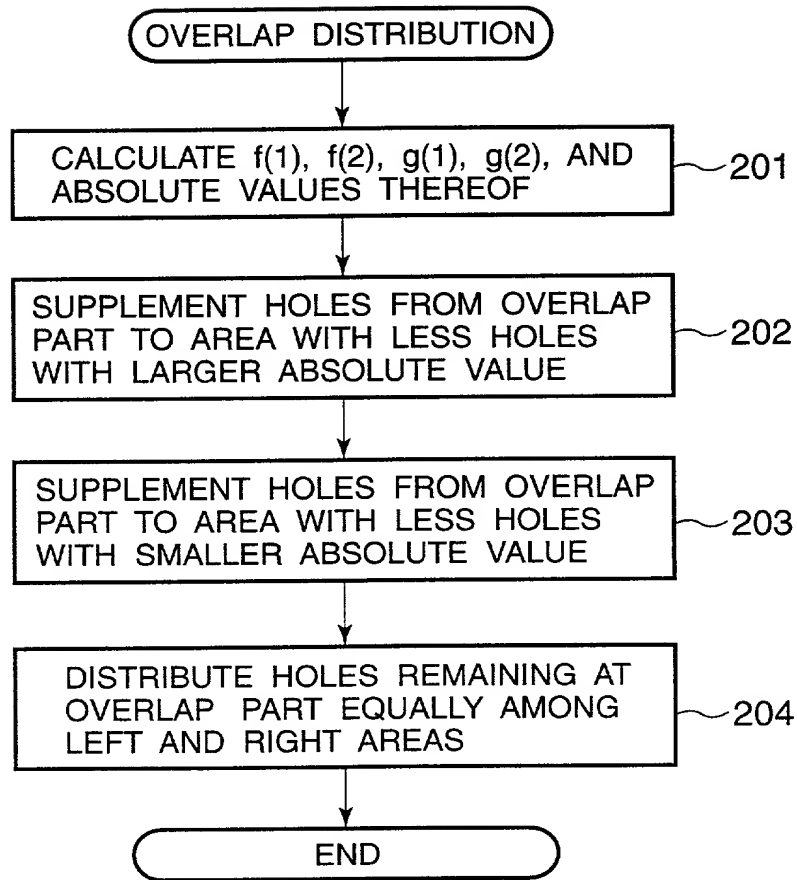 OVERLAP DISTRIBUTION
CALCULATE f(1), f(2), g(1), g(2), AND
ABSOLUTE VALUES THEREOF
201
SUPPLEMENT HOLES FROM OVERLAP
PART TO AREA WITH LESS HOLES
WITH LARGER ABSOLUTE VALUE
202
SUPPLEMENT HOLES FROM OVERLAP
PART TO AREA WITH LESS HOLES
WITH SMALLER ABSOLUTE VALUE
203
DISTRIBUTE HOLES REMAINING AT
OVERLAP PART EQUALLY AMONG
LEFT AND RIGHT AREAS
204
END